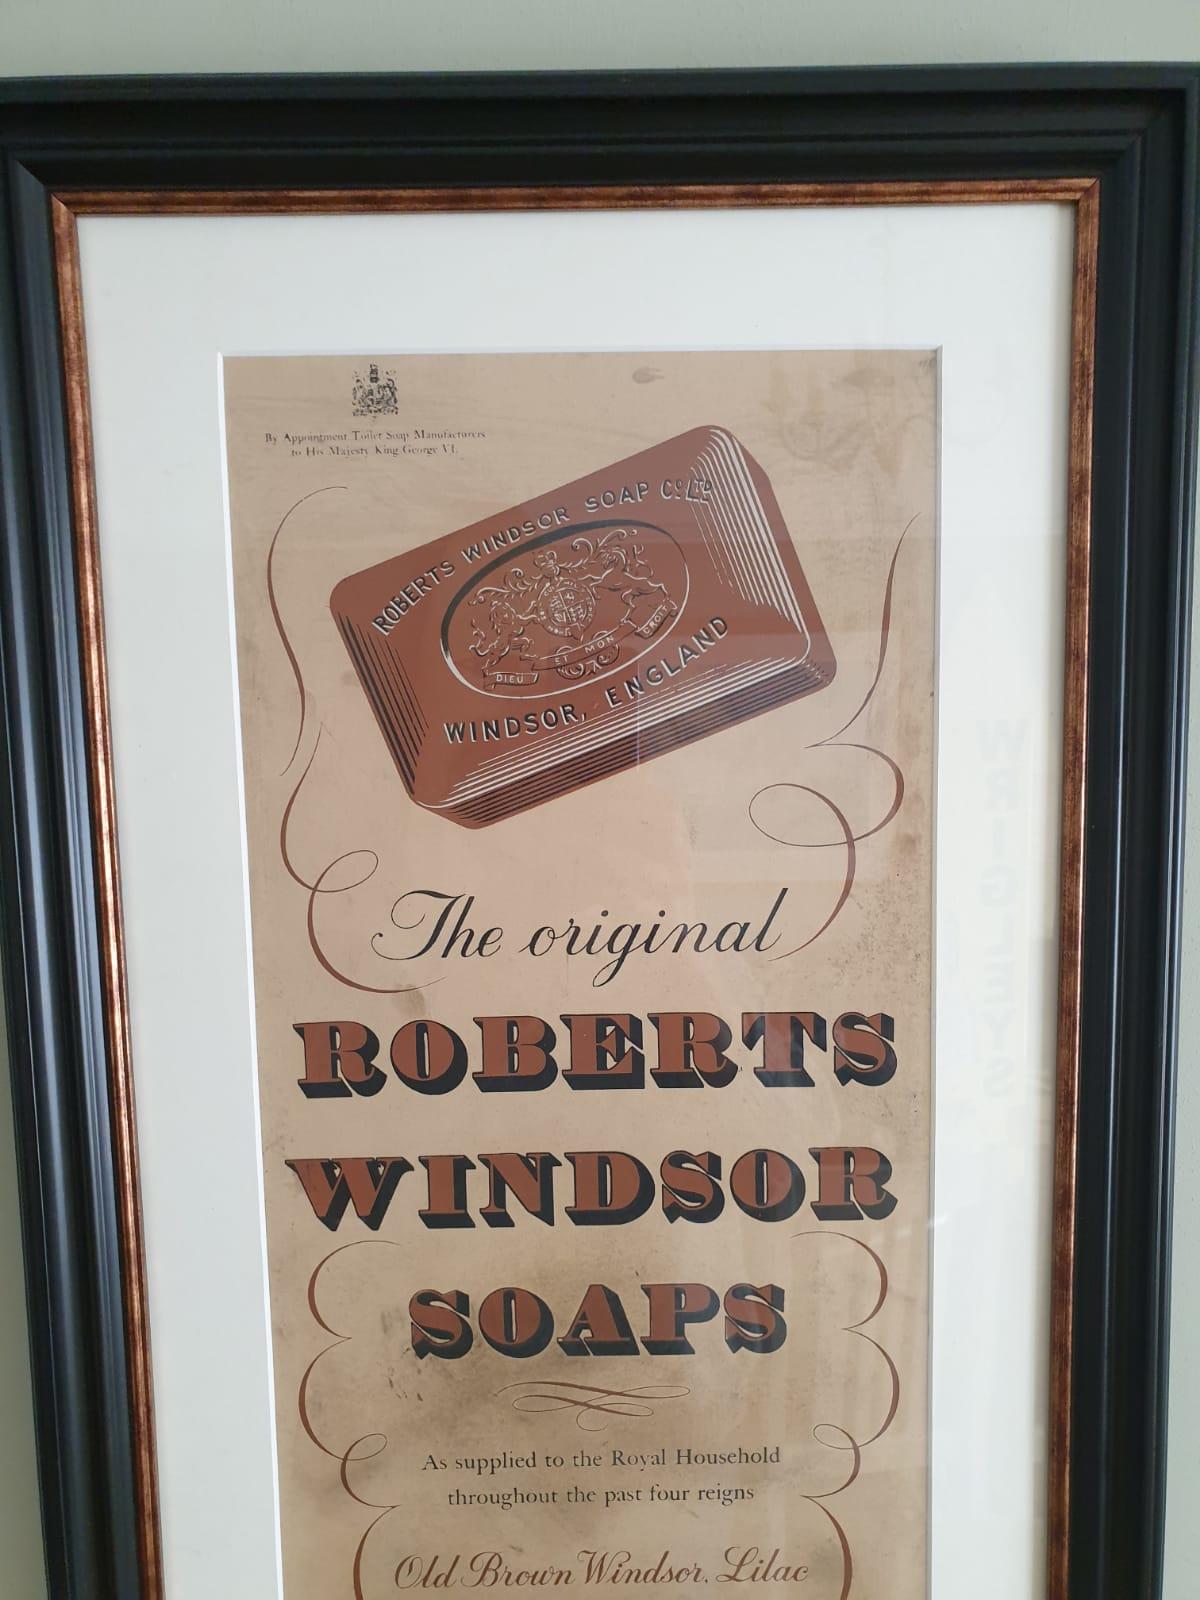 By Appointment Toilet Soap Manufacturers
to His Majesty King George VI.
ROBERTS WINDSOR SOAP Co LTD
DIEU ET MON DROIT
WINDSOR, ENGLAND
The original
ROBERTS
WINDSOR
SOAPS
As supplied to the Royal Household
throughout the past four reigns
Old Brown Windsor, Lilac
WRIGLEYS